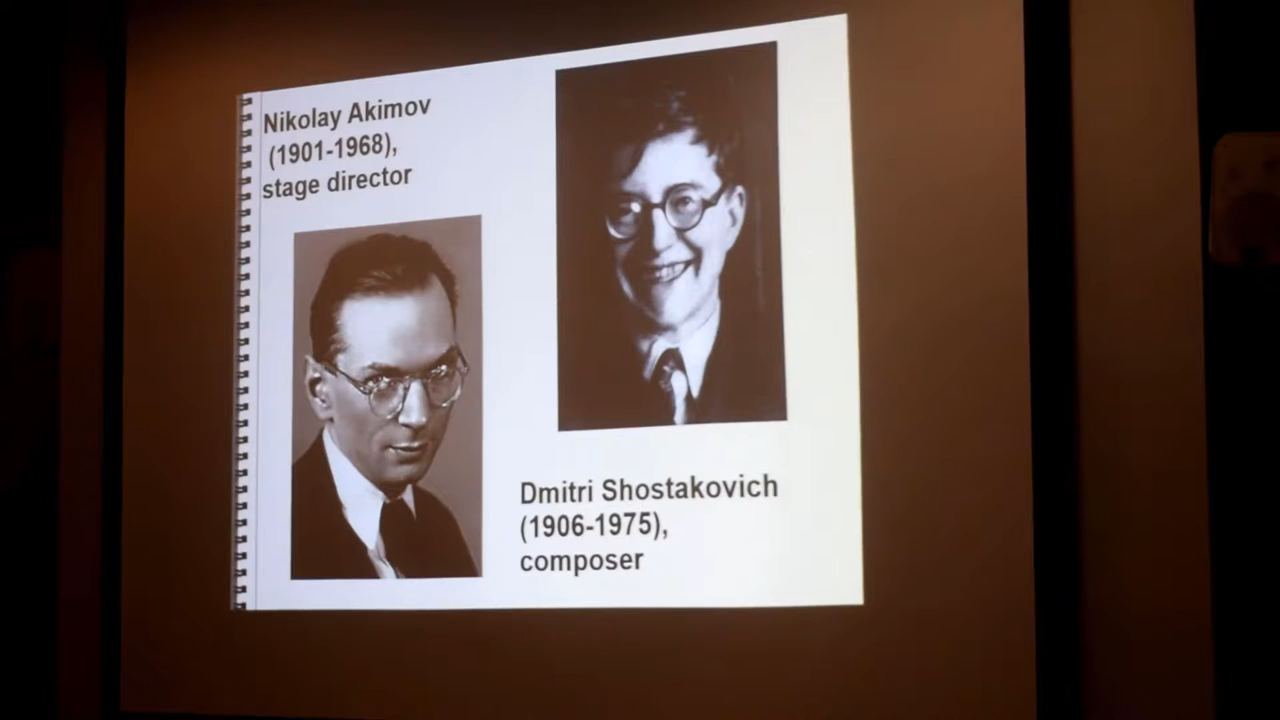 Nikolay Akimov
(1901-1968),
stage director
Dmitri Shostakovich
(1906-1975),
composer